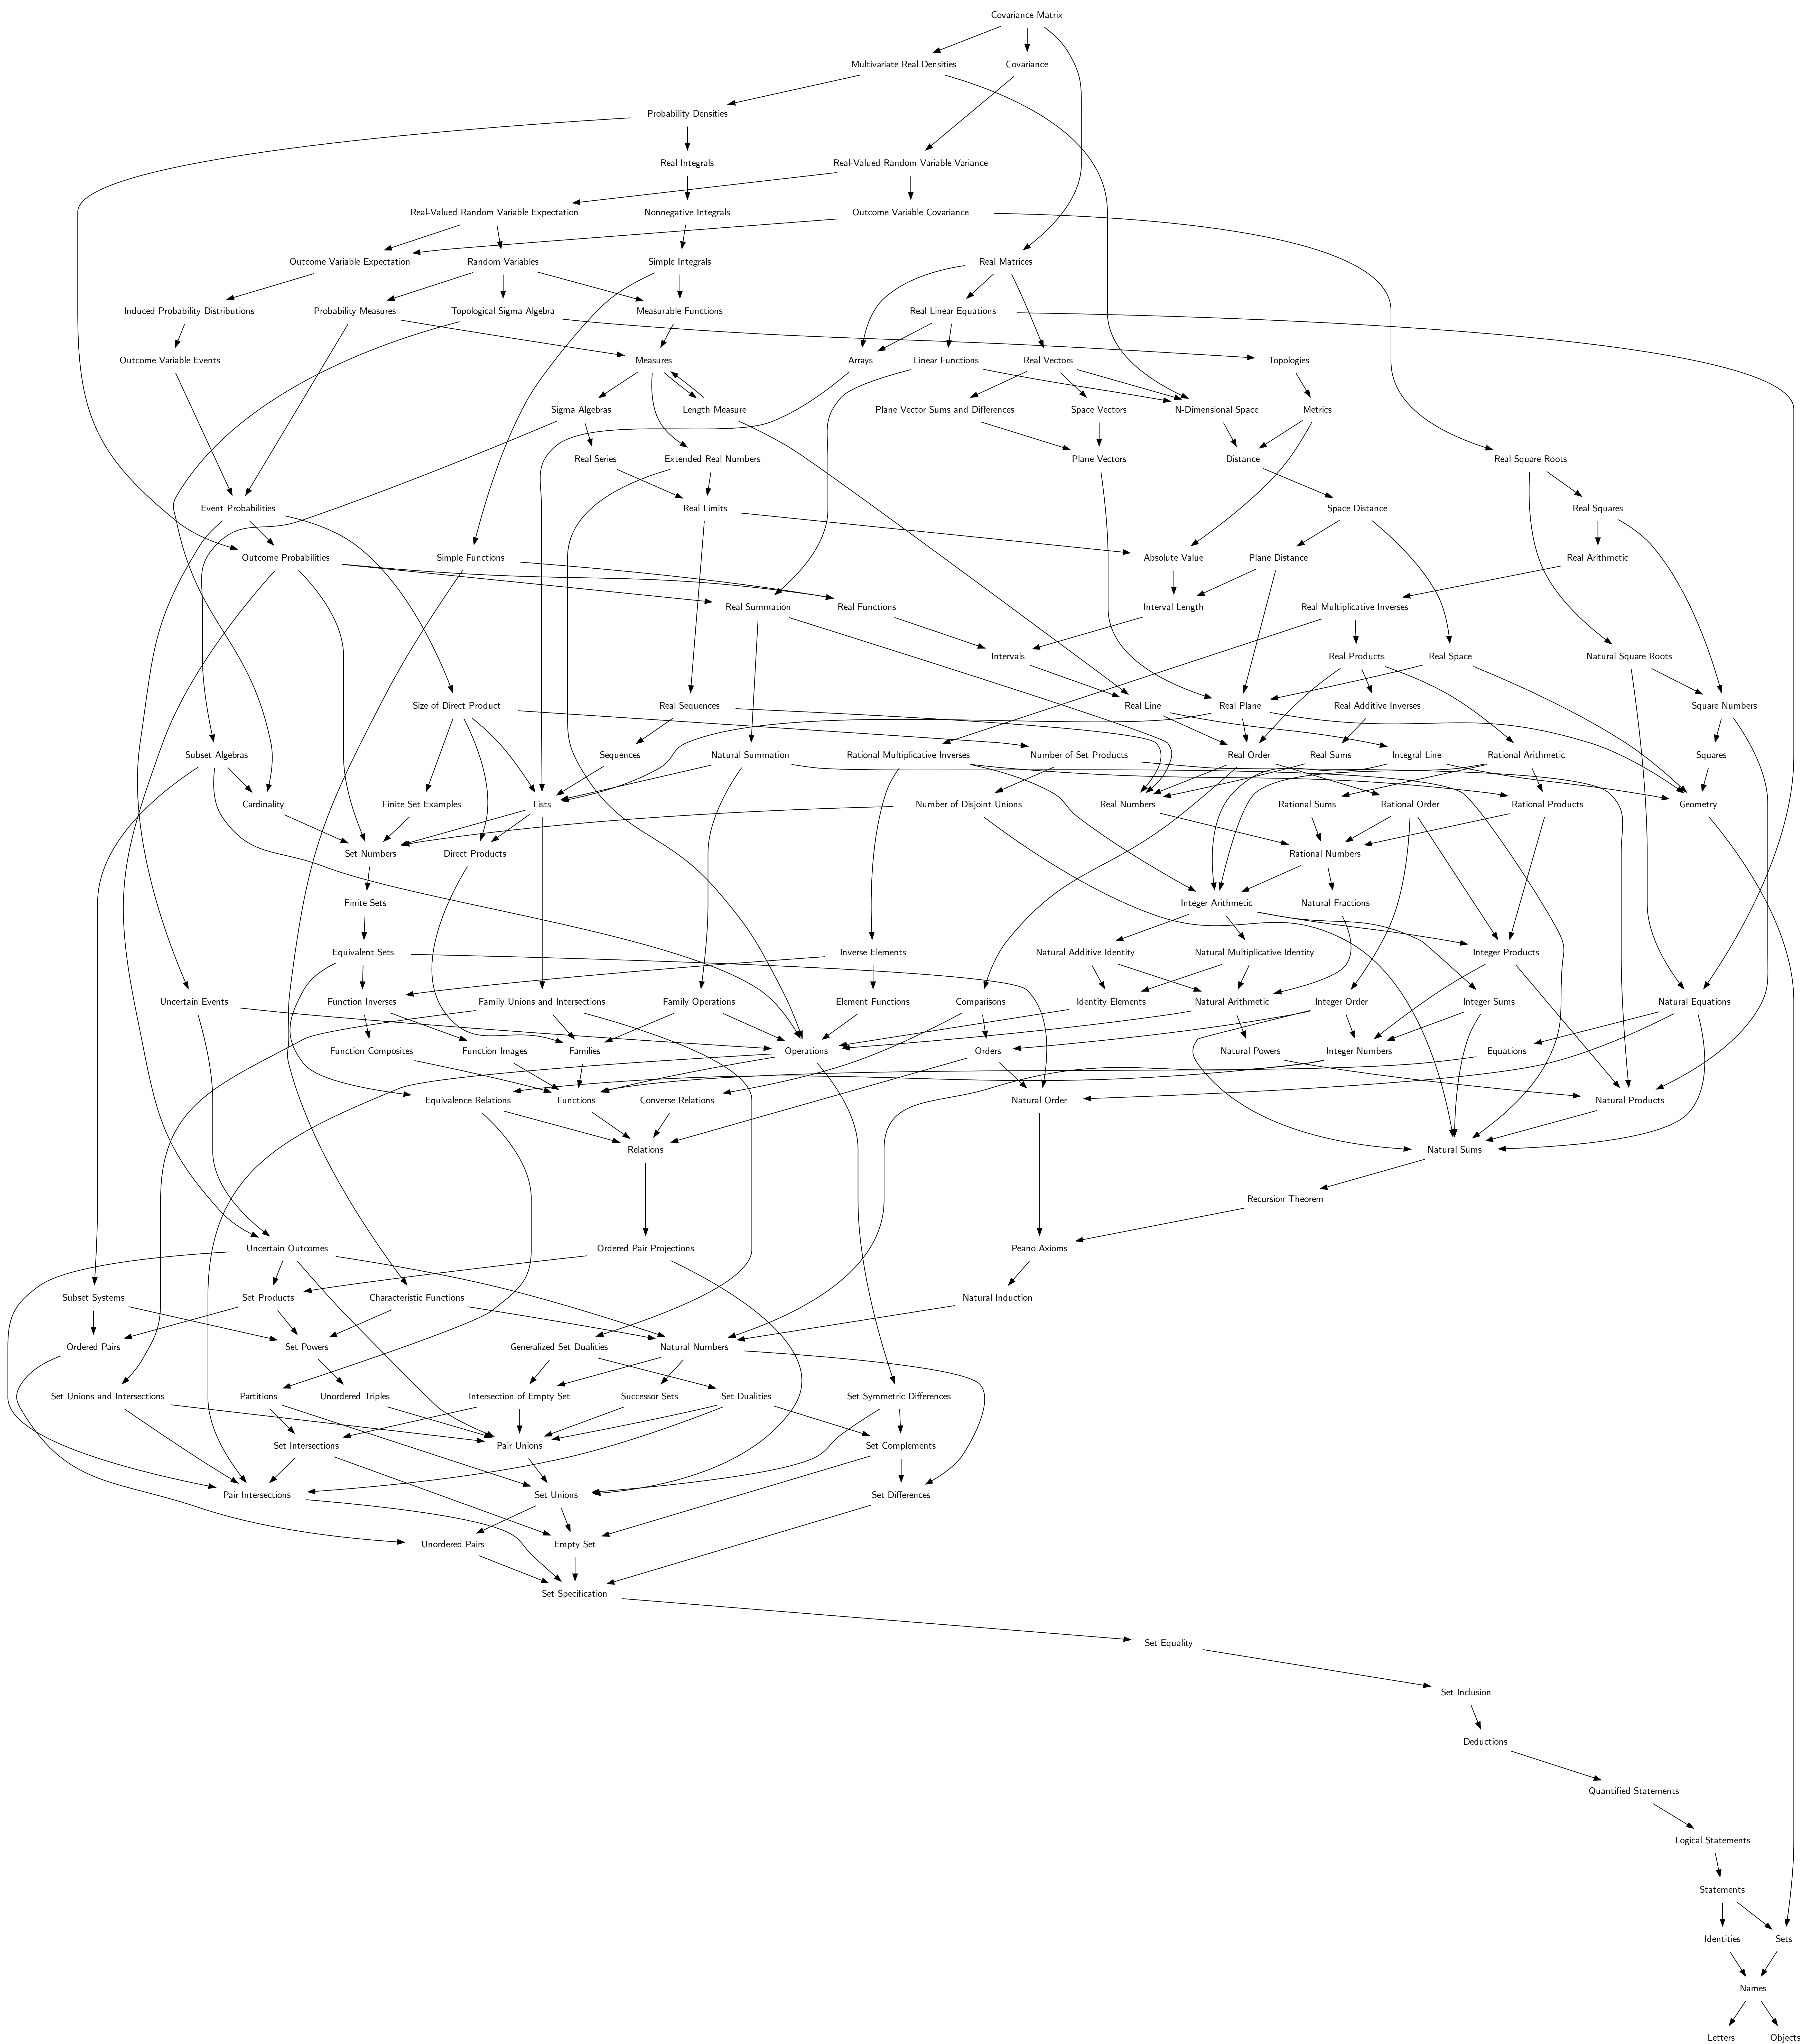 Covariance Matrix
Multivariate Real Densities
Covariance
Probability Densities
Real Integrals
Real-Valued Random Variable Variance
Real-Valued Random Variable Expectation
Nonnegative Integrals
Outcome Variable Covariance
Outcome Variable Expectation
Random Variables
Simple Integrals
Real Matrices
Induced Probability Distributions
Probability Measures
Topological Sigma Algebra
Measurable Functions
Real Linear Equations
Outcome Variable Events
Measures
Arrays
Linear Functions
Real Vectors
Topologies
Sigma Algebras
Length Measure
Plane Vector Sums and Differences
Space Vectors
N-Dimensional Space
Metrics
Real Series
Extended Real Numbers
Plane Vectors
Distance
Real Square Roots
Event Probabilities
Real Limits
Space Distance
Real Squares
Outcome Probabilities
Simple Functions
Absolute Value
Plane Distance
Real Arithmetic
Real Summation
Real Functions
Interval Length
Real Multiplicative Inverses
Intervals
Real Products
Real Space
Natural Square Roots
Size of Direct Product
Real Sequences
Real Line
Real Plane
Real Additive Inverses
Square Numbers
Subset Algebras
Sequences
Natural Summation
Rational Multiplicative Inverses
Number of Set Products
Real Order
Real Sums
Integral Line
Rational Arithmetic
Squares
Cardinality
Finite Set Examples
Lists
Number of Disjoint Unions
Real Numbers
Rational Sums
Rational Order
Rational Products
Geometry
Set Numbers
Direct Products
Rational Numbers
Finite Sets
Integer Arithmetic
Natural Fractions
Equivalent Sets
Inverse Elements
Natural Additive Identity
Natural Multiplicative Identity
Integer Products
Uncertain Events
Function Inverses
Family Unions and Intersections
Family Operations
Element Functions
Comparisons
Identity Elements
Natural Arithmetic
Integer Order
Integer Sums
Natural Equations
Function Composites
Function Images
Families
Operations
Orders
Natural Powers
Integer Numbers
Equations
Equivalence Relations
Functions
Converse Relations
Natural Order
Natural Products
Relations
Natural Sums
Recursion Theorem
Uncertain Outcomes
Ordered Pair Projections
Peano Axioms
Subset Systems
Set Products
Characteristic Functions
Natural Induction
Ordered Pairs
Set Powers
Generalized Set Dualities
Natural Numbers
Set Unions and Intersections
Partitions
Unordered Triples
Intersection of Empty Set
Successor Sets
Set Dualities
Set Symmetric Differences
Set Intersections
Pair Unions
Set Complements
Pair Intersections
Set Unions
Set Differences
Unordered Pairs
Empty Set
Set Specification
Set Equality
Set Inclusion
Deductions
Quantified Statements
Logical Statements
Statements
Identities
Sets
Names
Letters
Objects